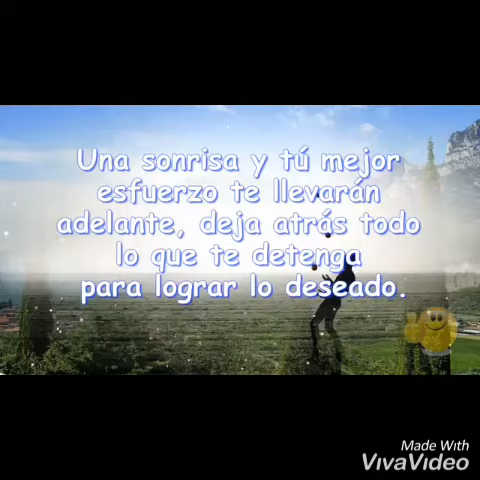 Una sonrisa y tú mejor
esfuerzo te llevarán
adelante, deja atrás todo
lo que te detenga
para lograr lo deseado.
Made With
VivaVideo